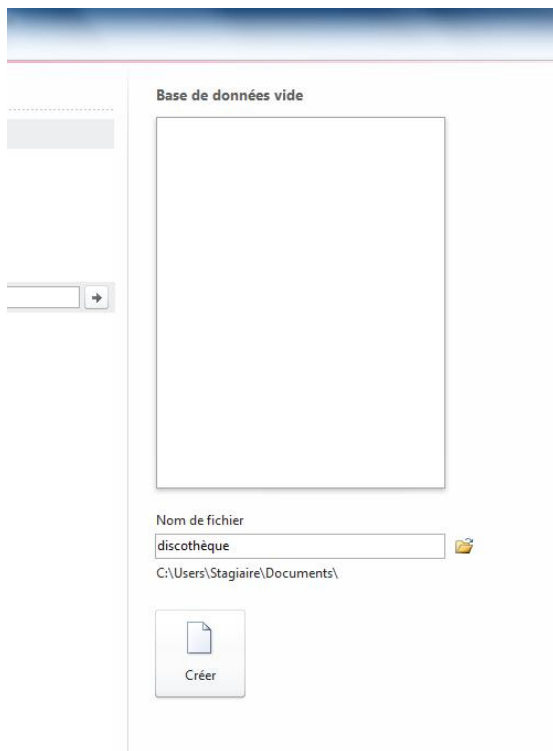 Base de données vide
Nom de fichier
discothèque
C:\Users\Stagiaire\Documents\
Créer